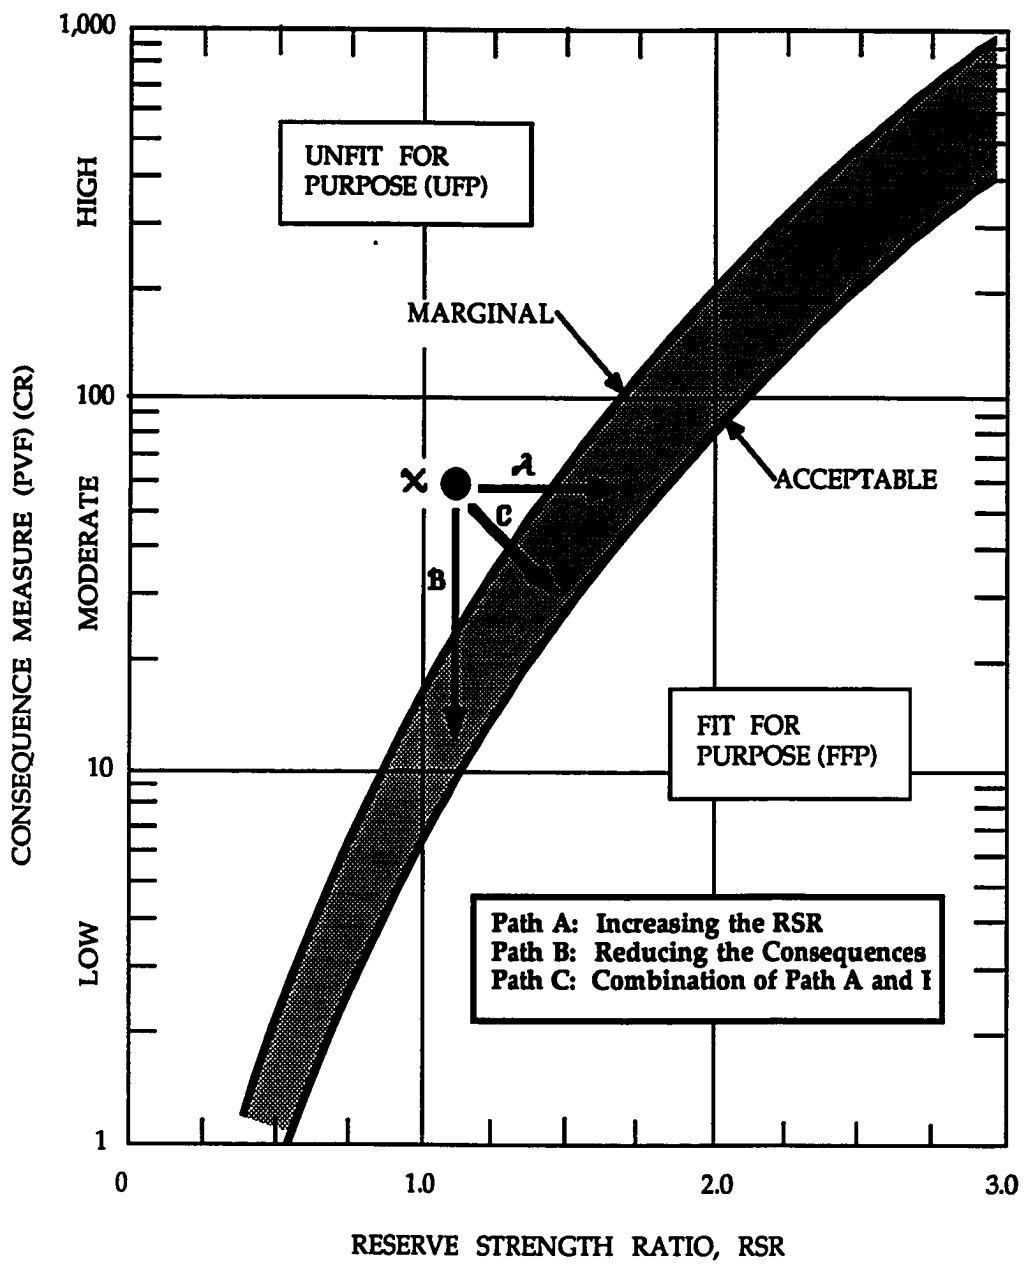 1,000
HIGH
UNFIT FOR
PURPOSE (UFP)
MARGINAL
100
CONSEQUENCE MEASURE (PVF) (CR)
MODERATE
X
A
C
B
ACCEPTABLE
FIT FOR
PURPOSE (FFP)
10
LOW
Path A: Increasing the RSR
Path B: Reducing the Consequences
Path C: Combination of Path A and
1
0
1.0
2.0
3.0
RESERVE STRENGTH RATIO, RSR